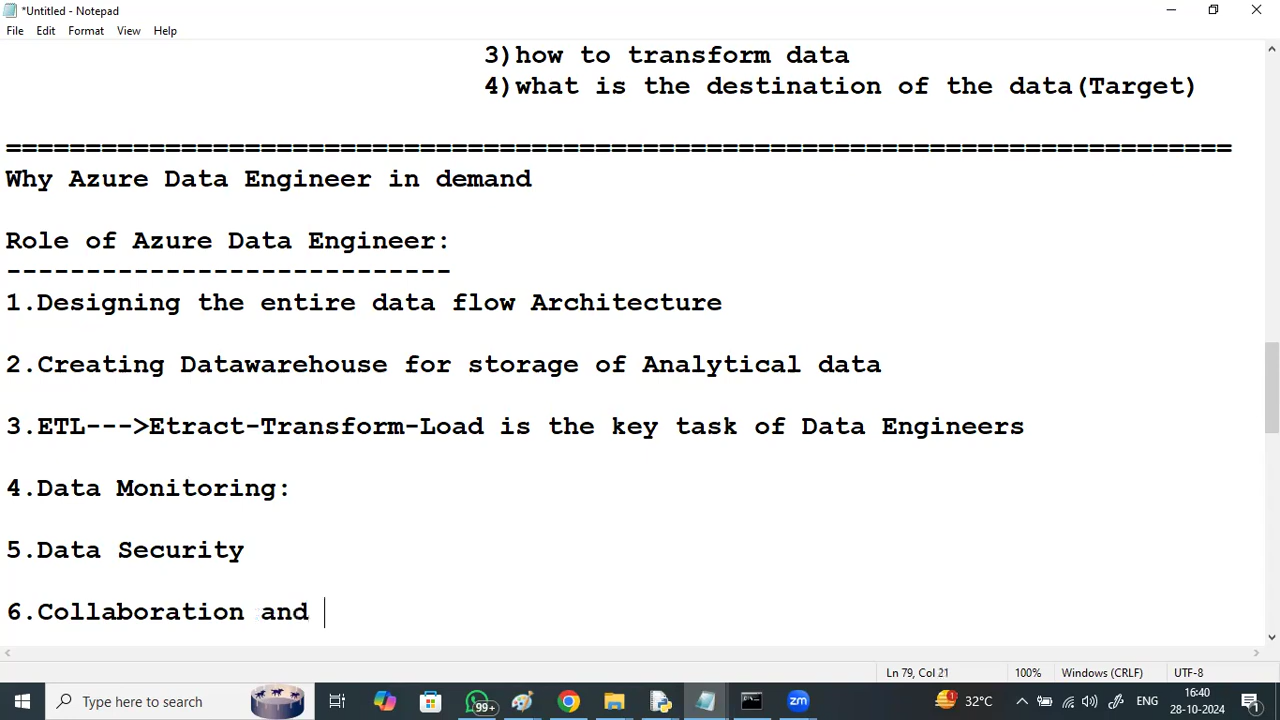 *Untitled - Notepad
File Edit Format View Help
3)how to transform data
4)what is the destination of the data(Target)
=============================================================================
Why Azure Data Engineer in demand
Role of Azure Data Engineer:
----------------------------
1.Designing the entire data flow Architecture
2.Creating Datawarehouse for storage of Analytical data
3.ETL--->Etract-Transform-Load is the key task of Data Engineers
4.Data Monitoring:
5.Data Security
6.Collaboration and
Ln 79, Col 21 100% Windows (CRLF) UTF-8
Type here to search 99+ 1 32°C ENG 16:40 1
28-10-2024